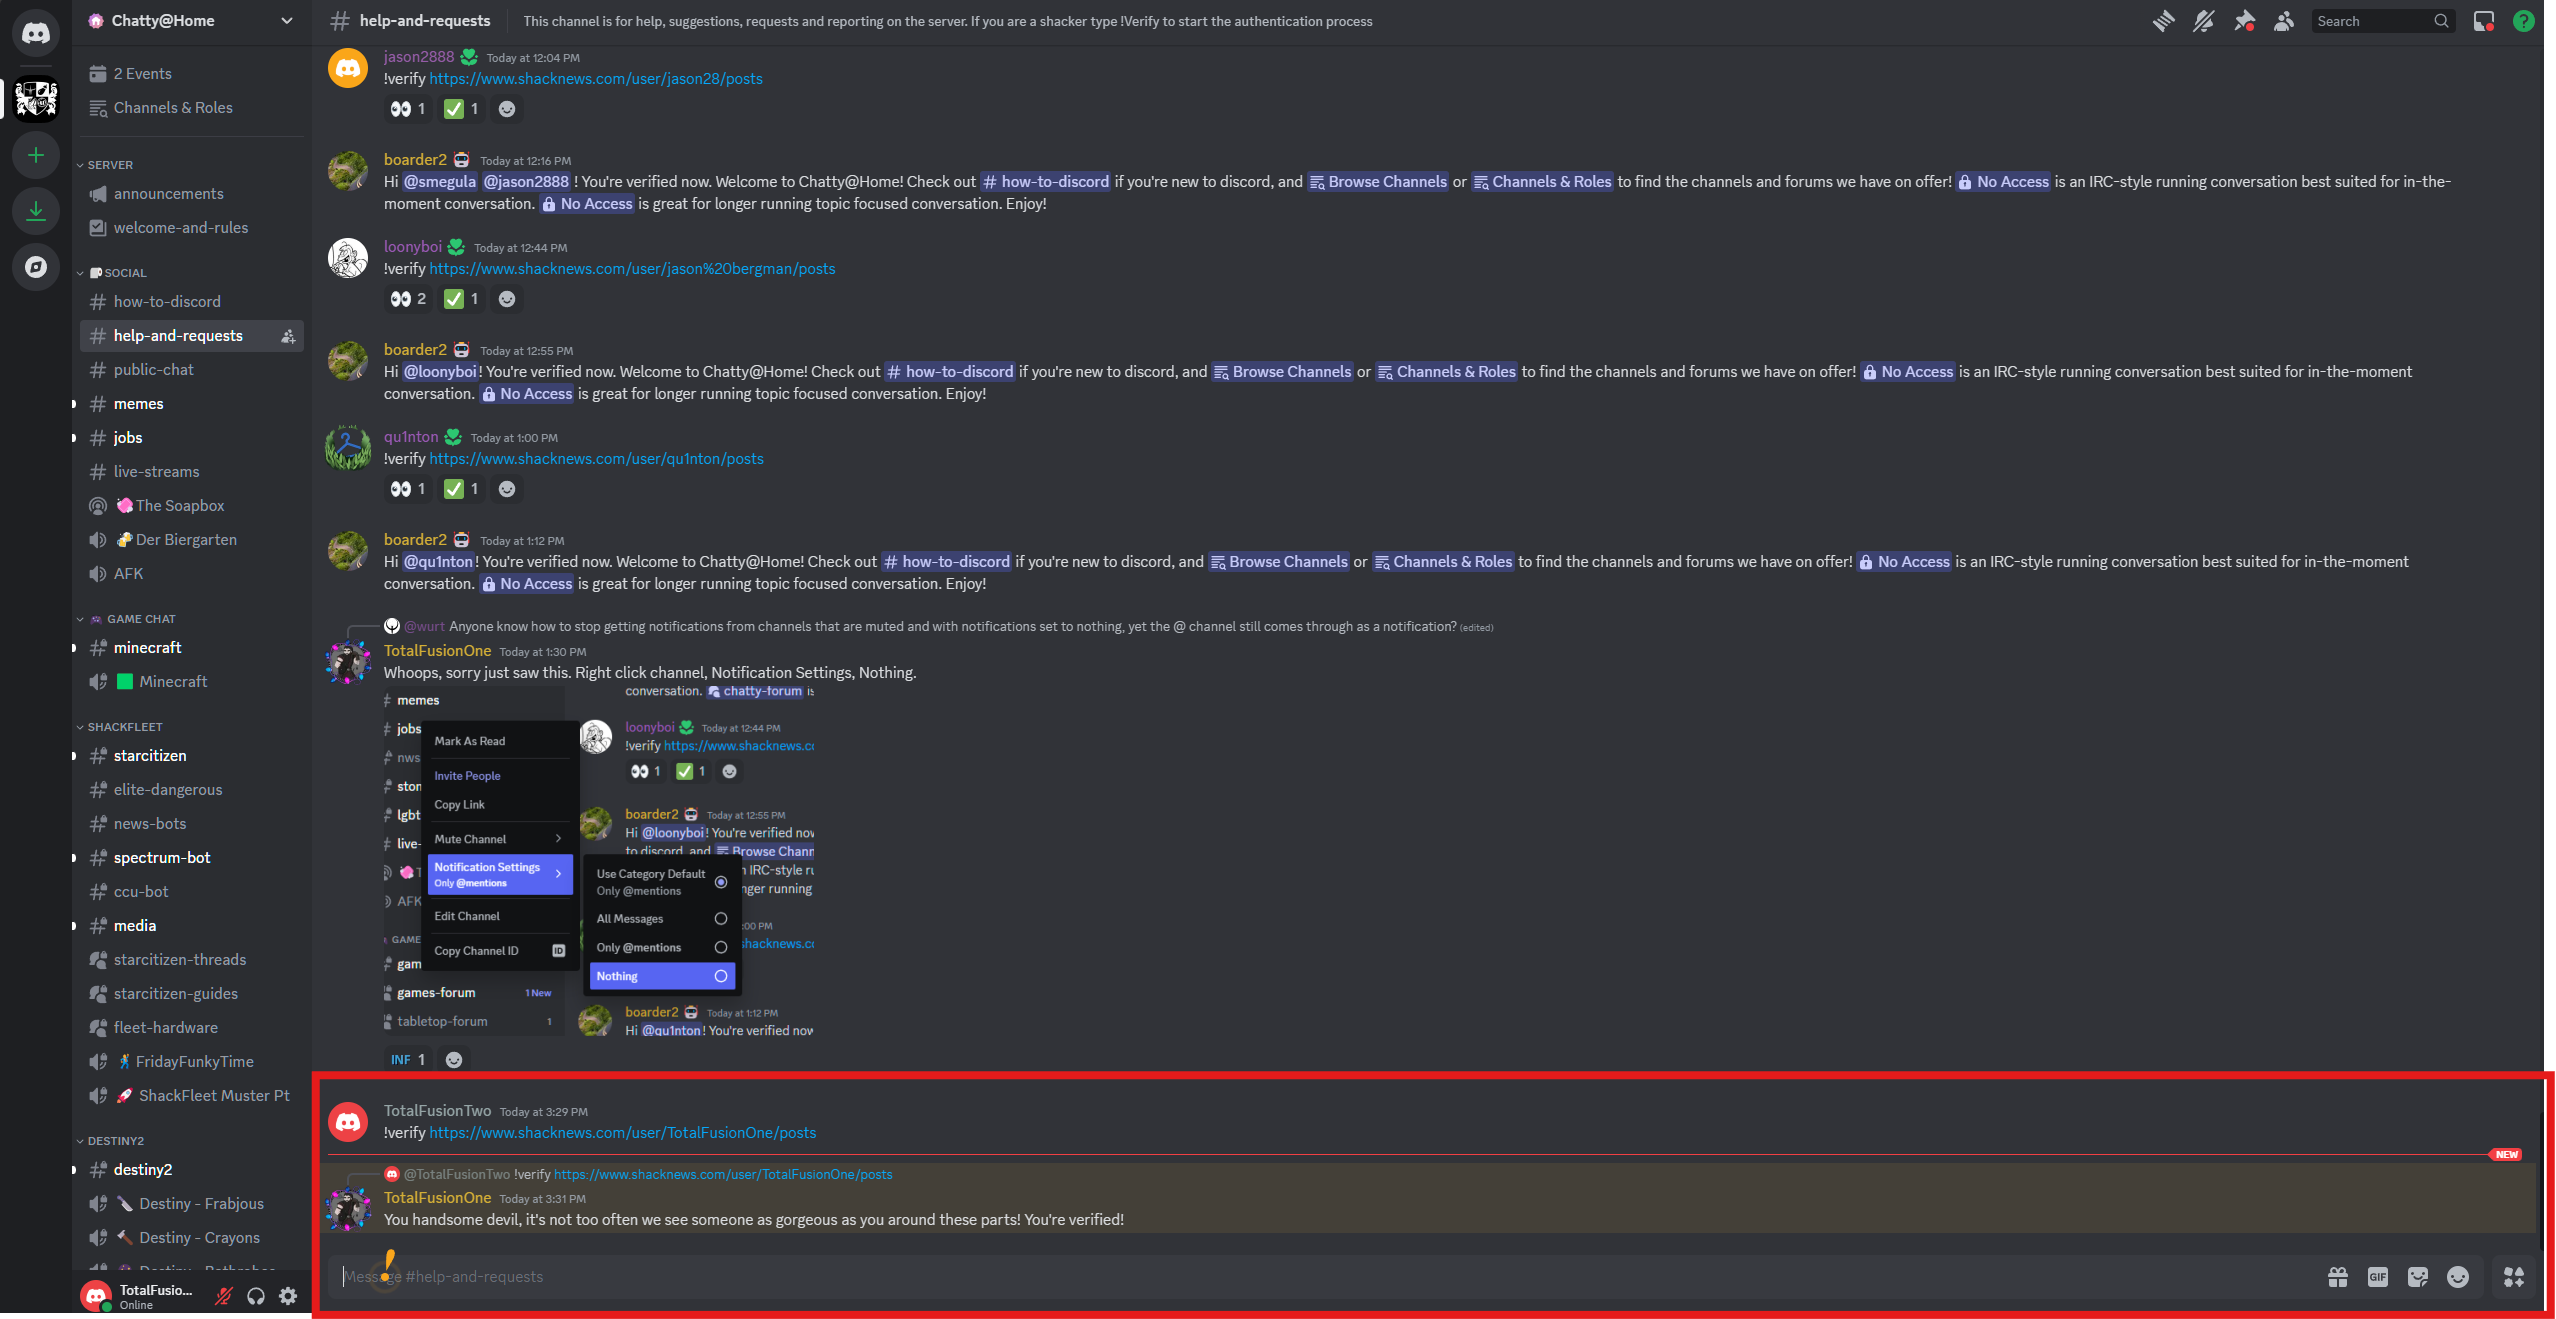 Chatty@Home
help-and-requests
This channel is for help, suggestions, requests and reporting on the server. If you are a shacker type !Verify to start the authentication process
Search
2 Events
Channels & Roles
SERVER
announcements
welcome-and-rules
SOCIAL
how-to-discord
help-and-requests
public-chat
memes
jobs
live-streams
The Soapbox
Der Biergarten
AFK
GAME CHAT
minecraft
Minecraft
SHACKFLEET
starcitizen
elite-dangerous
news-bots
spectrum-bot
ccu-bot
media
starcitizen-threads
starcitizen-guides
fleet-hardware
FridayFunkyTime
ShackFleet Muster Pt
DESTINY2
destiny2
Destiny - Frabjous
Destiny - Crayons
TotalFusio...
Online
jason2888 Today at 12:04 PM
!verify https://www.shacknews.com/user/jason28/posts
1 1
boarder2 Today at 12:16 PM
Hi @smegula @jason2888 ! You're verified now. Welcome to Chatty@Home! Check out # how-to-discord if you're new to discord, and Browse Channels or Channels & Roles to find the channels and forums we have on offer! No Access is an IRC-style running conversation best suited for in-the-
moment conversation. No Access is great for longer running topic focused conversation. Enjoy!
loonyboi Today at 12:44 PM
!verify https://www.shacknews.com/user/jason%20bergman/posts
2 1
boarder2 Today at 12:55 PM
Hi @loonyboi! You're verified now. Welcome to Chatty@Home! Check out # how-to-discord if you're new to discord, and Browse Channels or Channels & Roles to find the channels and forums we have on offer! No Access is an IRC-style running conversation best suited for in-the-moment
conversation. No Access is great for longer running topic focused conversation. Enjoy!
qu1nton Today at 1:00 PM
!verify https://www.shacknews.com/user/qu1nton/posts
1 1
boarder2 Today at 1:12 PM
Hi @qu1nton! You're verified now. Welcome to Chatty@Home! Check out # how-to-discord if you're new to discord, and Browse Channels or Channels & Roles to find the channels and forums we have on offer! No Access is an IRC-style running conversation best suited for in-the-moment
conversation. No Access is great for longer running topic focused conversation. Enjoy!
@wurt Anyone know how to stop getting notifications from channels that are muted and with notifications set to nothing, yet the @ channel still comes through as a notification? (edited)
TotalFusionOne Today at 1:30 PM
Whoops, sorry just saw this. Right click channel, Notification Settings, Nothing.
memes
jobs
nws
ston
lgbt
live-
AFK
GAME
gam
games-forum 1 New
tabletop-forum 1
Mark As Read
Invite People
Copy Link
Mute Channel
Notification Settings
Only @mentions
Edit Channel
Copy Channel ID ID
Use Category Default
Only @mentions
All Messages
Only @mentions
Nothing
conversation. chatty-forum is
loonyboi Today at 12:44 PM
!verify https://www.shacknews.co
1 1
boarder2 Today at 12:55 PM
Hi @loonyboi! You're verified now
to discord, and Browse Chann
IRC-style ru
nger running
:00 PM
shacknews.co
boarder2 Today at 1:12 PM
Hi @qu1nton! You're verified now
INF 1
TotalFusionTwo Today at 3:29 PM
!verify https://www.shacknews.com/user/TotalFusionOne/posts
NEW
@TotalFusionTwo !verify https://www.shacknews.com/user/TotalFusionOne/posts
TotalFusionOne Today at 3:31 PM
You handsome devil, it's not too often we see someone as gorgeous as you around these parts! You're verified!
Message #help-and-requests
GIF